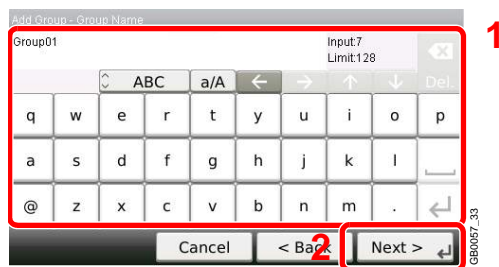 Add Group - Group Name
1
Group01
Input:7
Limit:128
ABC a/A ← → ↑ ↓ Del.
q w e r t y u i o p
a s d f g h j k l
@ z x c v b n m .
Cancel < Back 2 Next >
GB0057_33